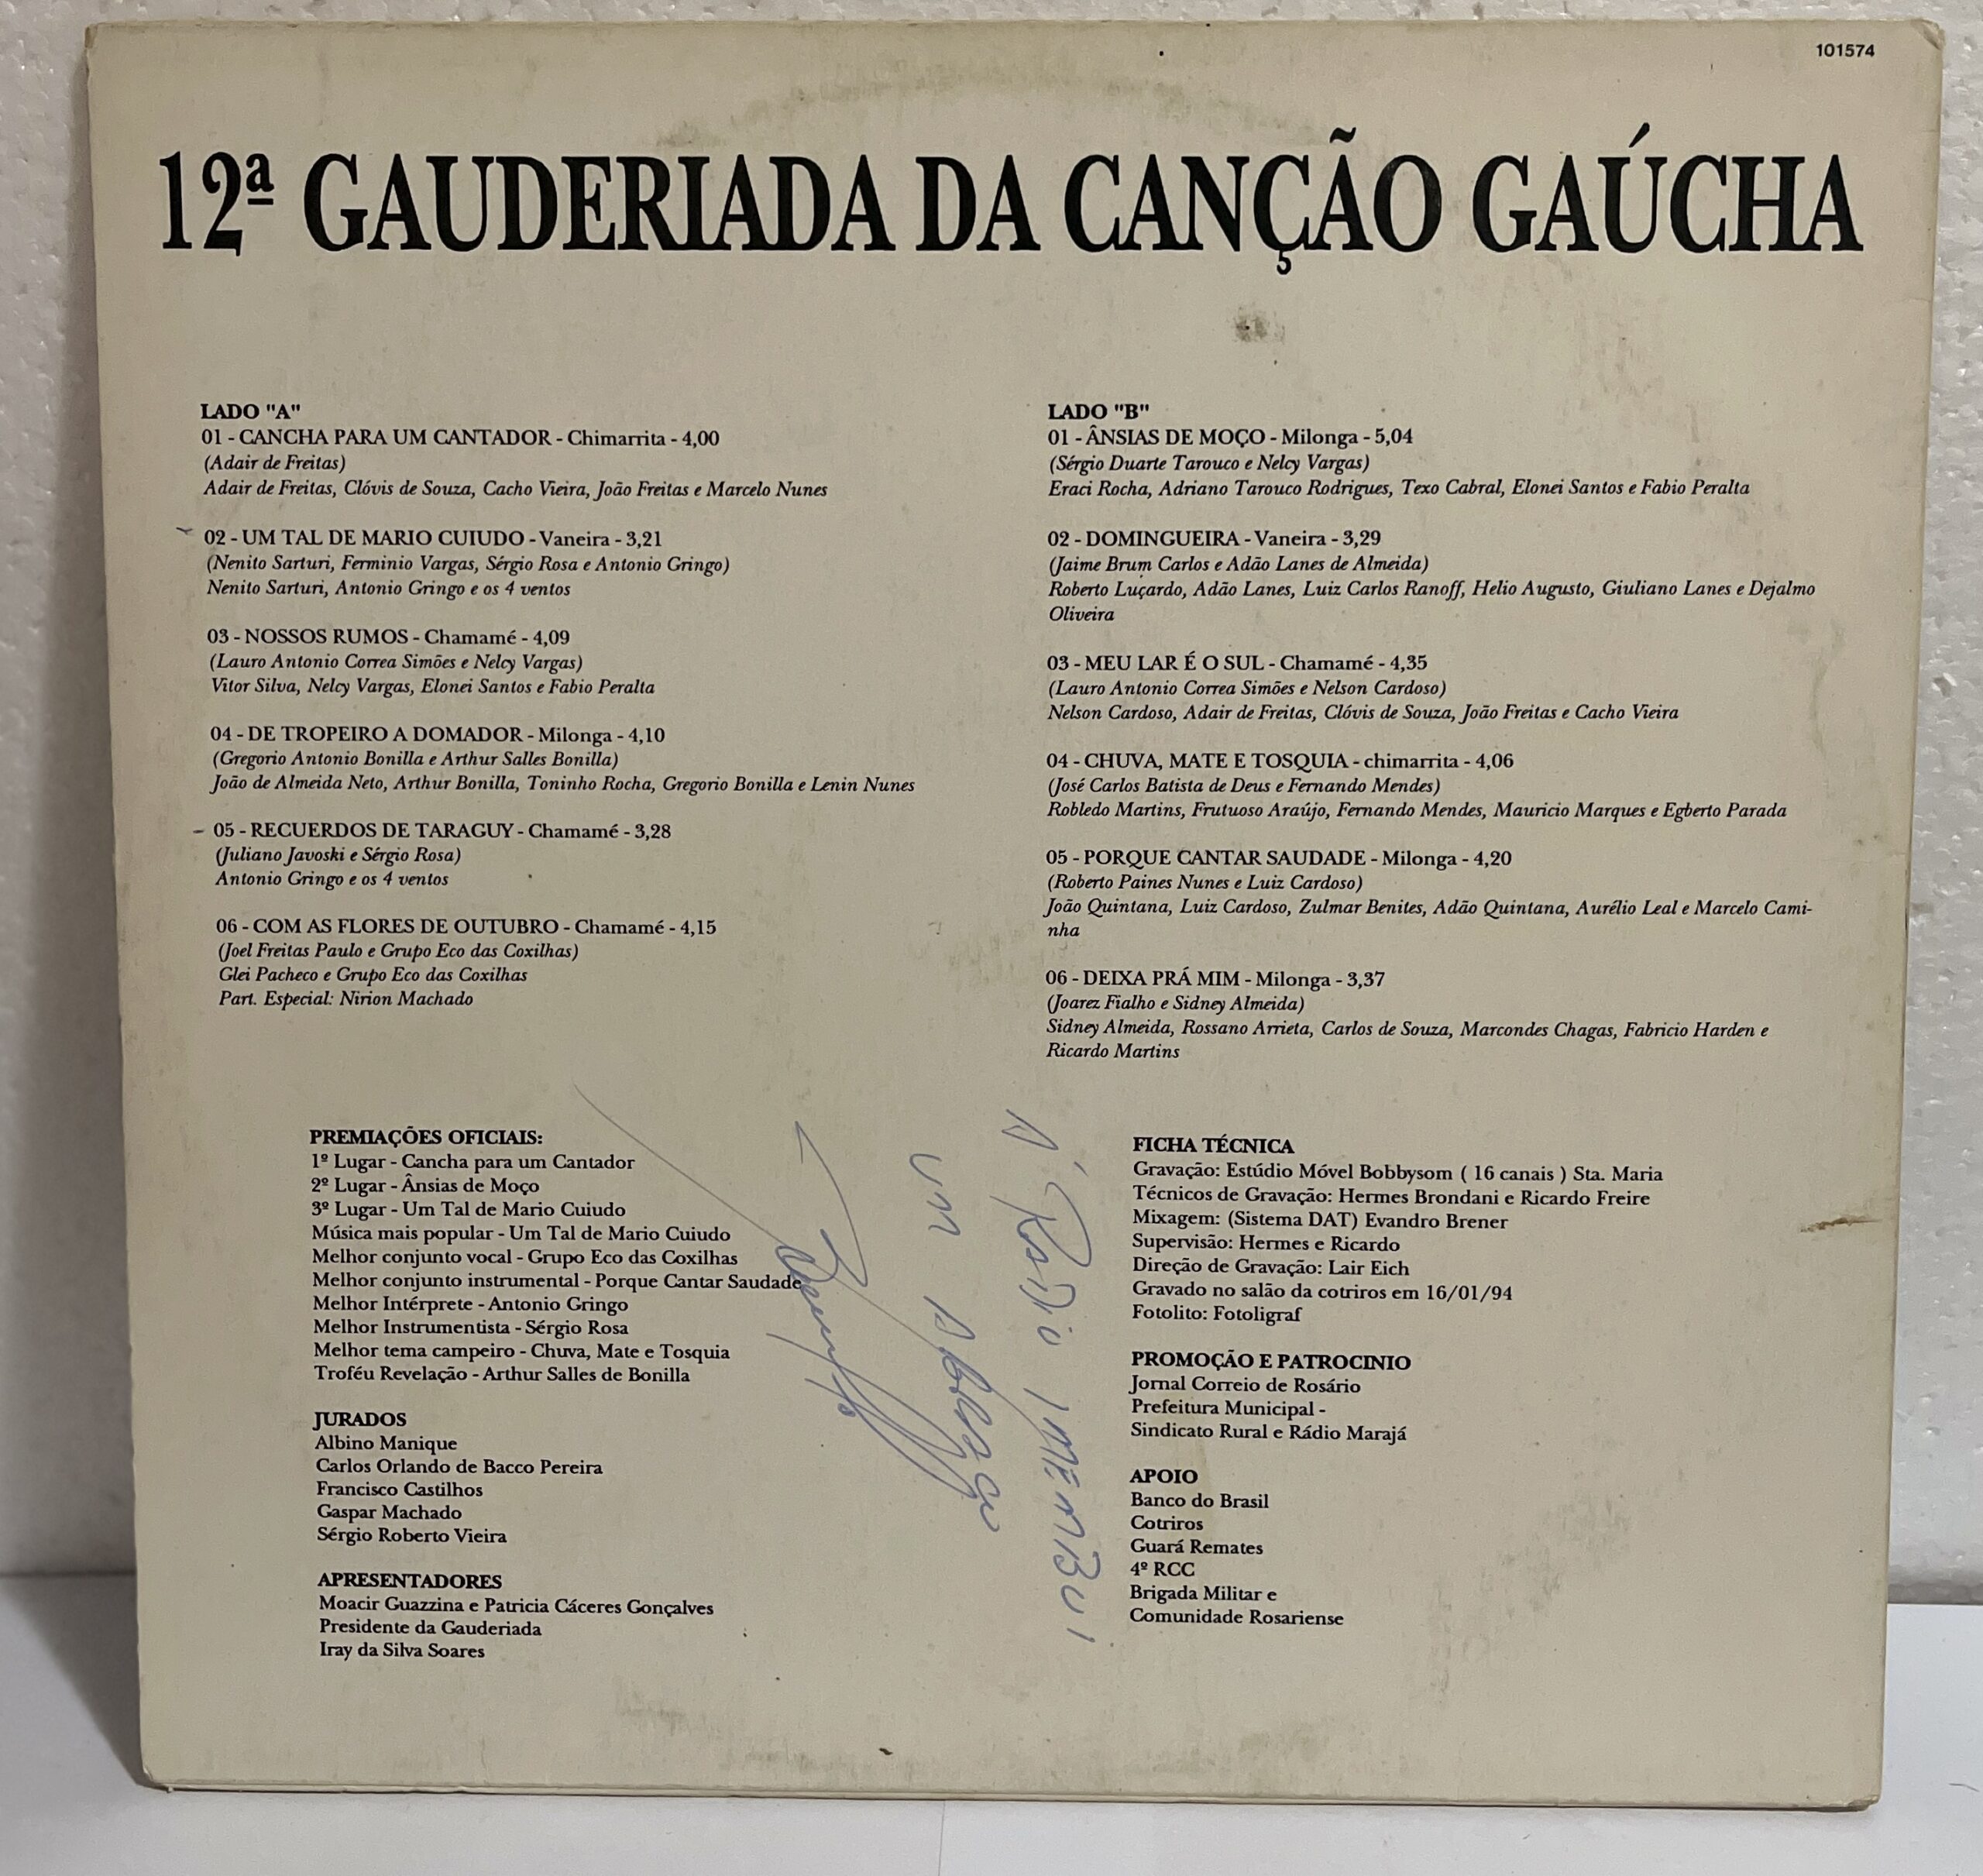 101574
12ª GAUDERIADA DA CANÇÃO GAÚCHA
LADO "A"
01 - CANCHA PARA UM CANTADOR - Chimarrita - 4,00
(Adair de Freitas)
Adair de Freitas, Clóvis de Souza, Cacho Vieira, João Freitas e Marcelo Nunes
02 - UM TAL DE MARIO CUIUDO - Vaneira - 3,21
(Nenito Sarturi, Ferminio Vargas, Sérgio Rosa e Antonio Gringo)
Nenito Sarturi, Antonio Gringo e os 4 ventos
03 - NOSSOS RUMOS - Chamamé - 4,09
(Lauro Antonio Correa Simões e Nelcy Vargas)
Vitor Silva, Nelcy Vargas, Elonei Santos e Fabio Peralta
04 - DE TROPEIRO A DOMADOR - Milonga - 4,10
(Gregorio Antonio Bonilla e Arthur Salles Bonilla)
João de Almeida Neto, Arthur Bonilla, Toninho Rocha, Gregorio Bonilla e Lenin Nunes
05 - RECUERDOS DE TARAGUY - Chamamé - 3,28
(Juliano Javoski e Sérgio Rosa)
Antonio Gringo e os 4 ventos
06 - COM AS FLORES DE OUTUBRO - Chamamé - 4,15
(Joel Freitas Paulo e Grupo Eco das Coxilhas)
Glei Pacheco e Grupo Eco das Coxilhas
Part. Especial: Nirion Machado
LADO "B"
01 - ÂNSIAS DE MOÇO - Milonga - 5,04
(Sérgio Duarte Tarouco e Nelcy Vargas)
Eraci Rocha, Adriano Tarouco Rodrigues, Texo Cabral, Elonei Santos e Fabio Peralta
02 - DOMINGUEIRA - Vaneira - 3,29
(Jaime Brum Carlos e Adão Lanes de Almeida)
Roberto Luçardo, Adão Lanes, Luiz Carlos Ranoff, Helio Augusto, Giuliano Lanes e Dejalmo
Oliveira
03 - MEU LAR É O SUL - Chamamé - 4,35
(Lauro Antonio Correa Simões e Nelson Cardoso)
Nelson Cardoso, Adair de Freitas, Clóvis de Souza, João Freitas e Cacho Vieira
04 - CHUVA, MATE E TOSQUIA - chimarrita - 4,06
(José Carlos Batista de Deus e Fernando Mendes)
Robledo Martins, Frutuoso Araújo, Fernando Mendes, Mauricio Marques e Egberto Parada
05 - PORQUE CANTAR SAUDADE - Milonga - 4,20
(Roberto Paines Nunes e Luiz Cardoso)
João Quintana, Luiz Cardoso, Zulmar Benites, Adão Quintana, Aurélio Leal e Marcelo Cami-
nha
06 - DEIXA PRÁ MIM - Milonga - 3,37
(Joarez Fialho e Sidney Almeida)
Sidney Almeida, Rossano Arrieta, Carlos de Souza, Marcondes Chagas, Fabricio Harden e
Ricardo Martins
PREMIAÇÕES OFICIAIS:
1º Lugar - Cancha para um Cantador
2º Lugar - Ânsias de Moço
3º Lugar - Um Tal de Mario Cuiudo
Música mais popular - Um Tal de Mario Cuiudo
Melhor conjunto vocal - Grupo Eco das Coxilhas
Melhor conjunto instrumental - Porque Cantar Saudade
Melhor Intérprete - Antonio Gringo
Melhor Instrumentista - Sérgio Rosa
Melhor tema campeiro - Chuva, Mate e Tosquia
Troféu Revelação - Arthur Salles de Bonilla
JURADOS
Albino Manique
Carlos Orlando de Bacco Pereira
Francisco Castilhos
Gaspar Machado
Sérgio Roberto Vieira
APRESENTADORES
Moacir Guazzina e Patricia Cáceres Gonçalves
Presidente da Gauderiada
Iray da Silva Soares
A Rádio Imembui
um abraço
FICHA TÉCNICA
Gravação: Estúdio Móvel Bobbysom ( 16 canais ) Sta. Maria
Técnicos de Gravação: Hermes Brondani e Ricardo Freire
Mixagem: (Sistema DAT) Evandro Brener
Supervisão: Hermes e Ricardo
Direção de Gravação: Lair Eich
Gravado no salão da cotriros em 16/01/94
Fotolito: Fotoligraf
PROMOÇÃO E PATROCINIO
Jornal Correio de Rosário
Prefeitura Municipal -
Sindicato Rural e Rádio Marajá
APOIO
Banco do Brasil
Cotriros
Guará Remates
4º RCC
Brigada Militar e
Comunidade Rosariense